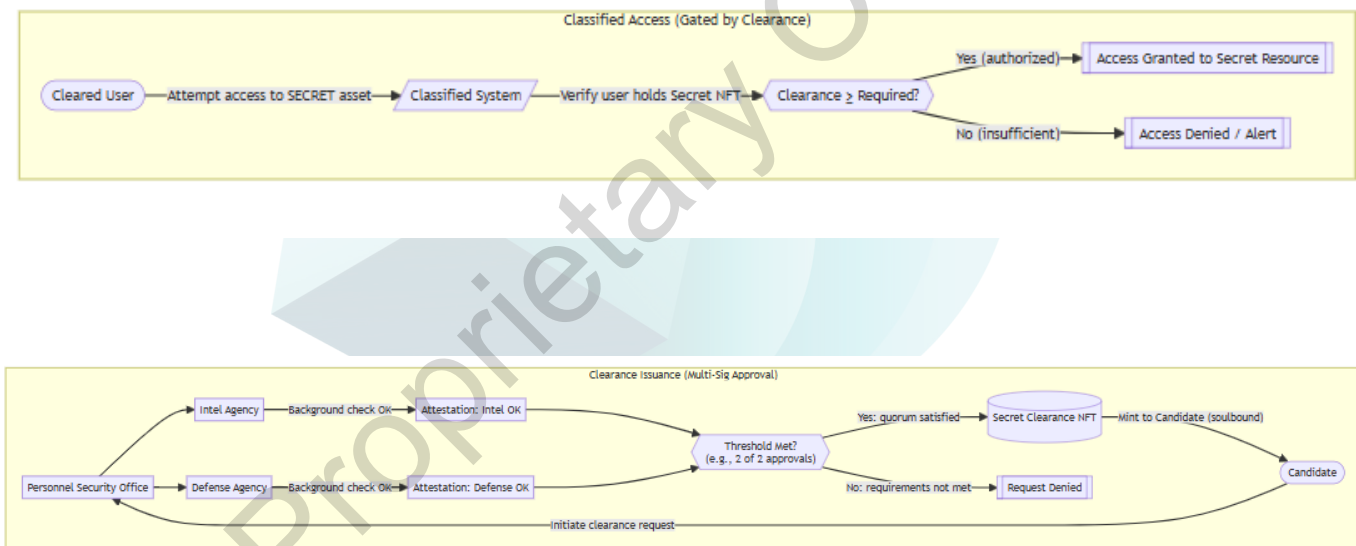 Classified Access (Gated by Clearance)
Cleared User
Attempt access to SECRET asset
Classified System
Verify user holds Secret NFT
Clearance ≥ Required?
Yes (authorized)
Access Granted to Secret Resource
No (insufficient)
Access Denied / Alert
Proprietary
Clearance Issuance (Multi-Sig Approval)
Personnel Security Office
Intel Agency
Background check OK
Attestation: Intel OK
Defense Agency
Background check OK
Attestation: Defense OK
Threshold Met?
(e.g., 2 of 2 approvals)
Yes: quorum satisfied
Secret Clearance NFT
Mint to Candidate (soulbound)
No: requirements not met
Request Denied
Candidate
Initiate clearance request